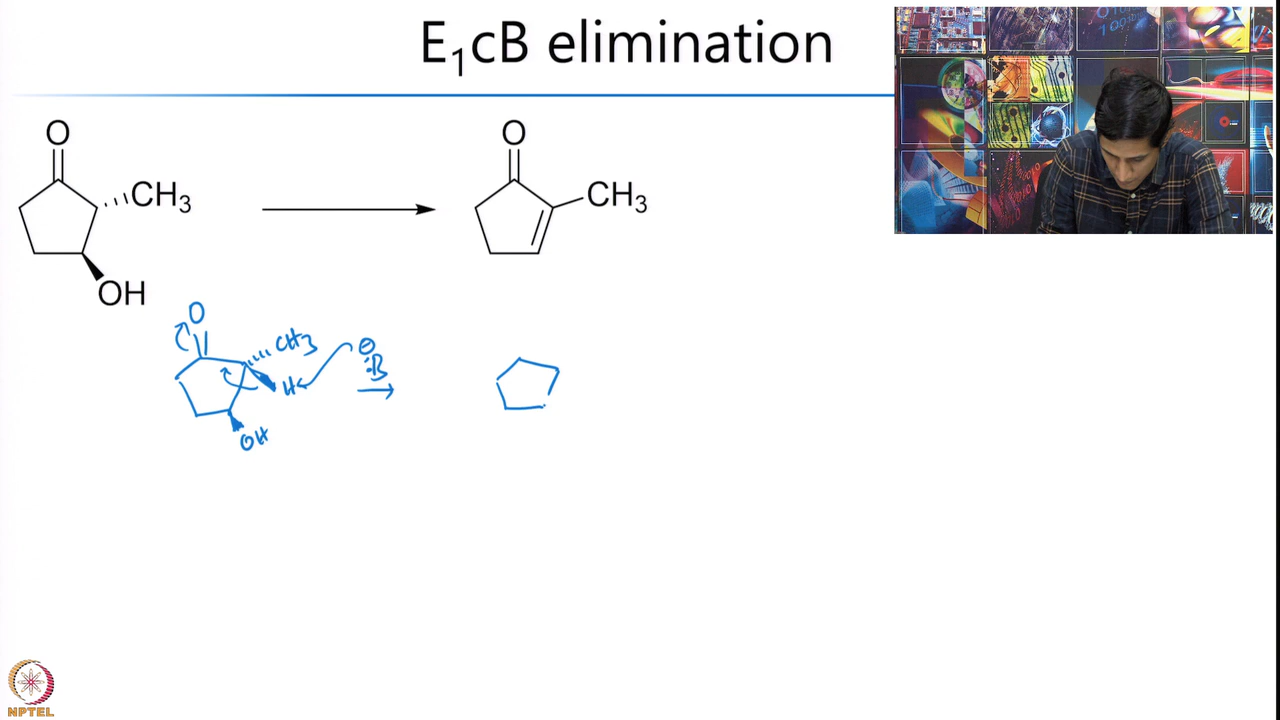 E₁cB elimination
O
CH₃
OH
O
CH₃
O
CH₃
H
⊖
:B
OH
NPTEL